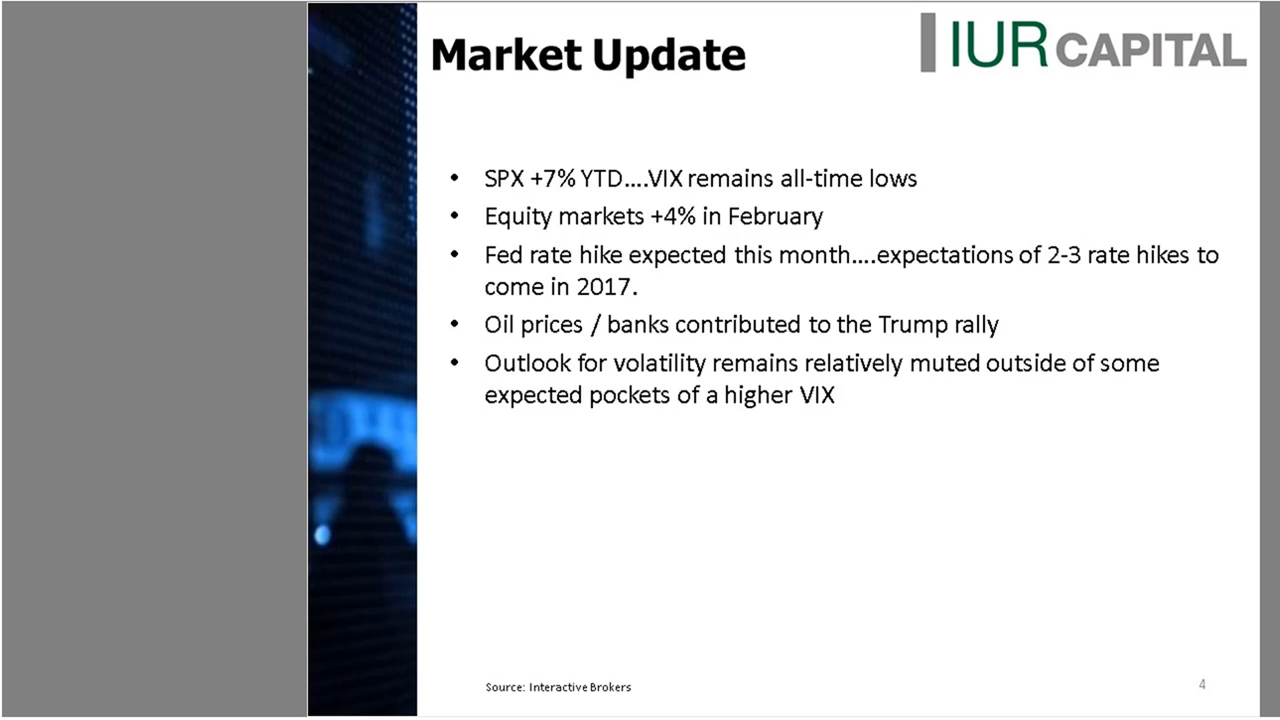 Market Update
IUR CAPITAL
• SPX +7% YTD....VIX remains all-time lows
• Equity markets +4% in February
• Fed rate hike expected this month....expectations of 2-3 rate hikes to
come in 2017.
• Oil prices / banks contributed to the Trump rally
• Outlook for volatility remains relatively muted outside of some
expected pockets of a higher VIX
Source: Interactive Brokers
4